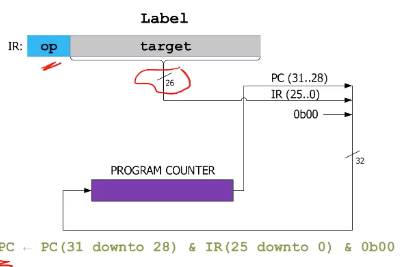 Label
IR: op target
26
PC (31..28)
IR (25..0)
0b00
32
PROGRAM COUNTER
PC ← PC(31 downto 28) & IR(25 downto 0) & 0b00